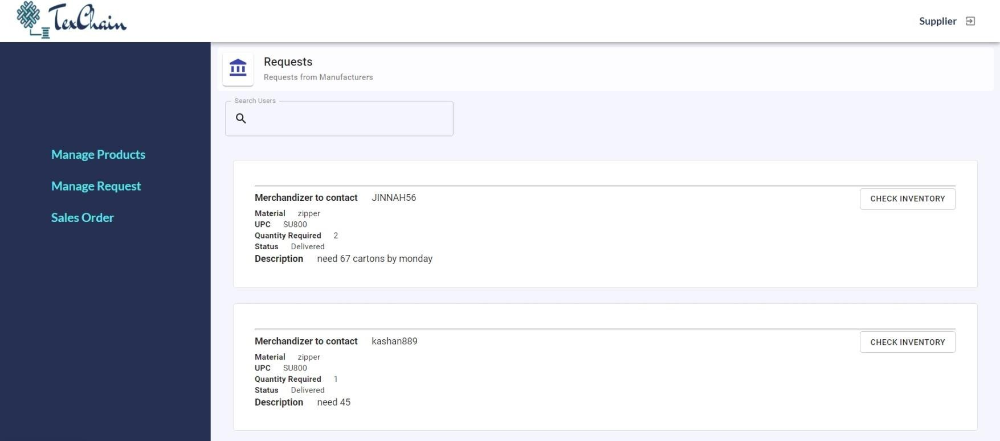 TexChain
Supplier
Manage Products
Manage Request
Sales Order
Requests
Requests from Manufacturers
Search Users
Merchandizer to contact JINNAH56
CHECK INVENTORY
Material zipper
UPC SU800
Quantity Required 2
Status Delivered
Description need 67 cartons by monday
Merchandizer to contact kashan889
CHECK INVENTORY
Material zipper
UPC SU800
Quantity Required 1
Status Delivered
Description need 45